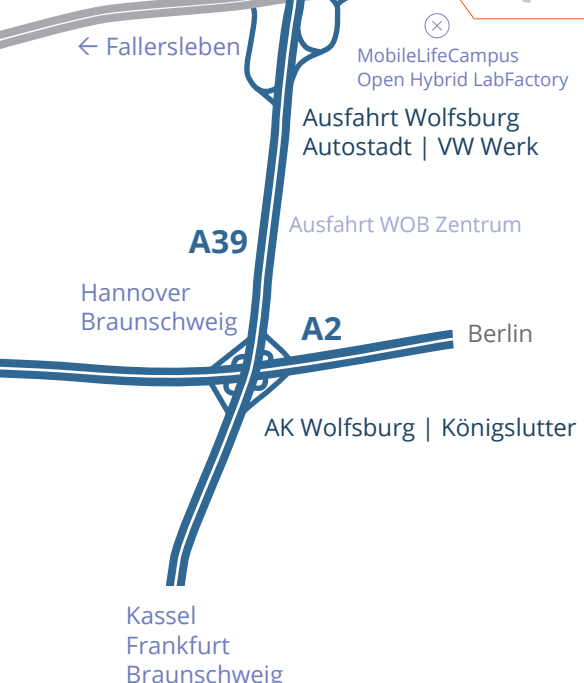 ← Fallersleben
MobileLifeCampus
Open Hybrid LabFactory
Ausfahrt Wolfsburg
Autostadt | VW Werk
Ausfahrt WOB Zentrum
A39
Hannover
Braunschweig
A2
Berlin
AK Wolfsburg | Königslutter
Kassel
Frankfurt
Braunschweig